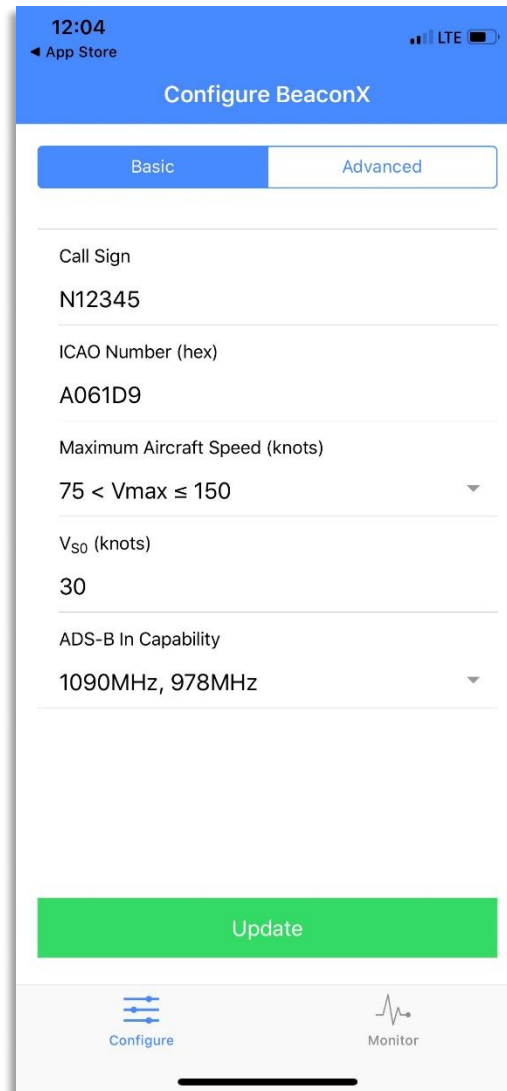 12:04
◀ App Store
LTE
Configure BeaconX
Basic
Advanced
Call Sign
N12345
ICAO Number (hex)
A061D9
Maximum Aircraft Speed (knots)
75 < Vmax ≤ 150
VS0 (knots)
30
ADS-B In Capability
1090MHz, 978MHz
Update
Configure
Monitor